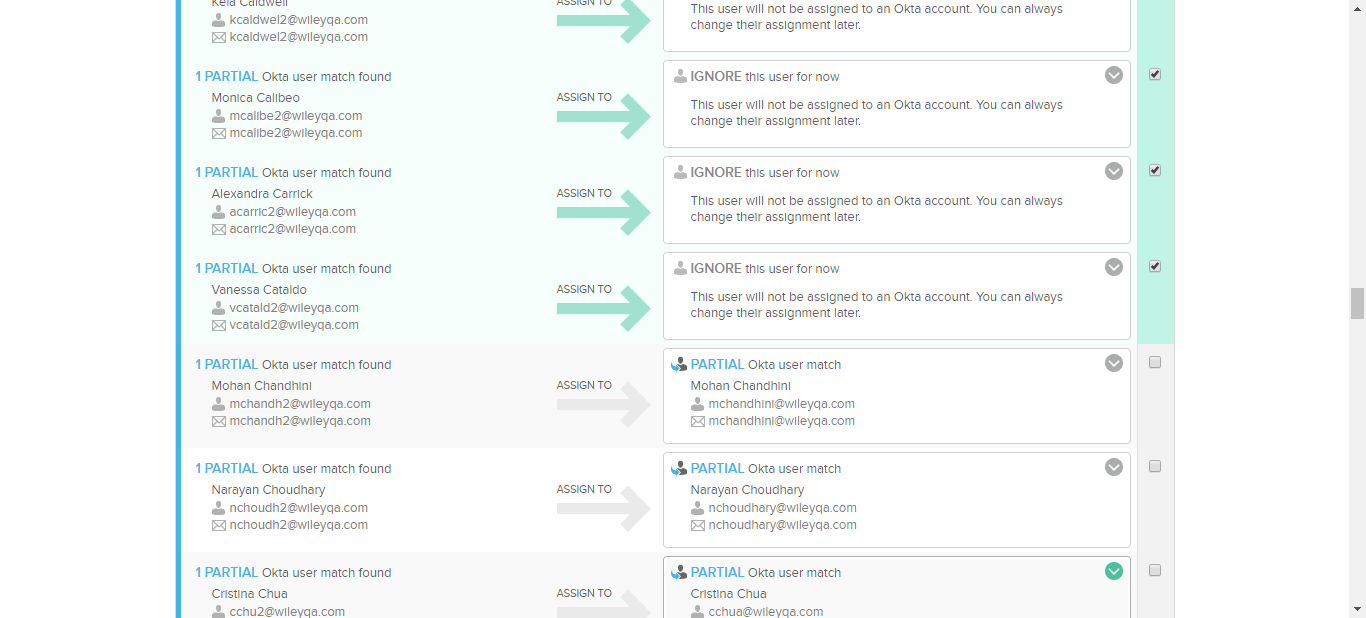 Kela Caldwell
kcaldwel2@wileyqa.com
kcaldwel2@wileyqa.com
ASSIGN TO
This user will not be assigned to an Okta account. You can always
change their assignment later.
1 PARTIAL Okta user match found
Monica Calibeo
mcalibe2@wileyqa.com
mcalibe2@wileyqa.com
ASSIGN TO
IGNORE this user for now
This user will not be assigned to an Okta account. You can always
change their assignment later.
1 PARTIAL Okta user match found
Alexandra Carrick
acarric2@wileyqa.com
acarric2@wileyqa.com
ASSIGN TO
IGNORE this user for now
This user will not be assigned to an Okta account. You can always
change their assignment later.
1 PARTIAL Okta user match found
Vanessa Cataldo
vcatald2@wileyqa.com
vcatald2@wileyqa.com
ASSIGN TO
IGNORE this user for now
This user will not be assigned to an Okta account. You can always
change their assignment later.
1 PARTIAL Okta user match found
Mohan Chandhini
mchandh2@wileyqa.com
mchandh2@wileyqa.com
ASSIGN TO
PARTIAL Okta user match
Mohan Chandhini
mchandhini@wileyqa.com
mchandhini@wileyqa.com
1 PARTIAL Okta user match found
Narayan Choudhary
nchoudh2@wileyqa.com
nchoudh2@wileyqa.com
ASSIGN TO
PARTIAL Okta user match
Narayan Choudhary
nchoudhary@wileyqa.com
nchoudhary@wileyqa.com
1 PARTIAL Okta user match found
Cristina Chua
cchu2@wileyqa.com
ASSIGN TO
PARTIAL Okta user match
Cristina Chua
cchua@wileyqa.com